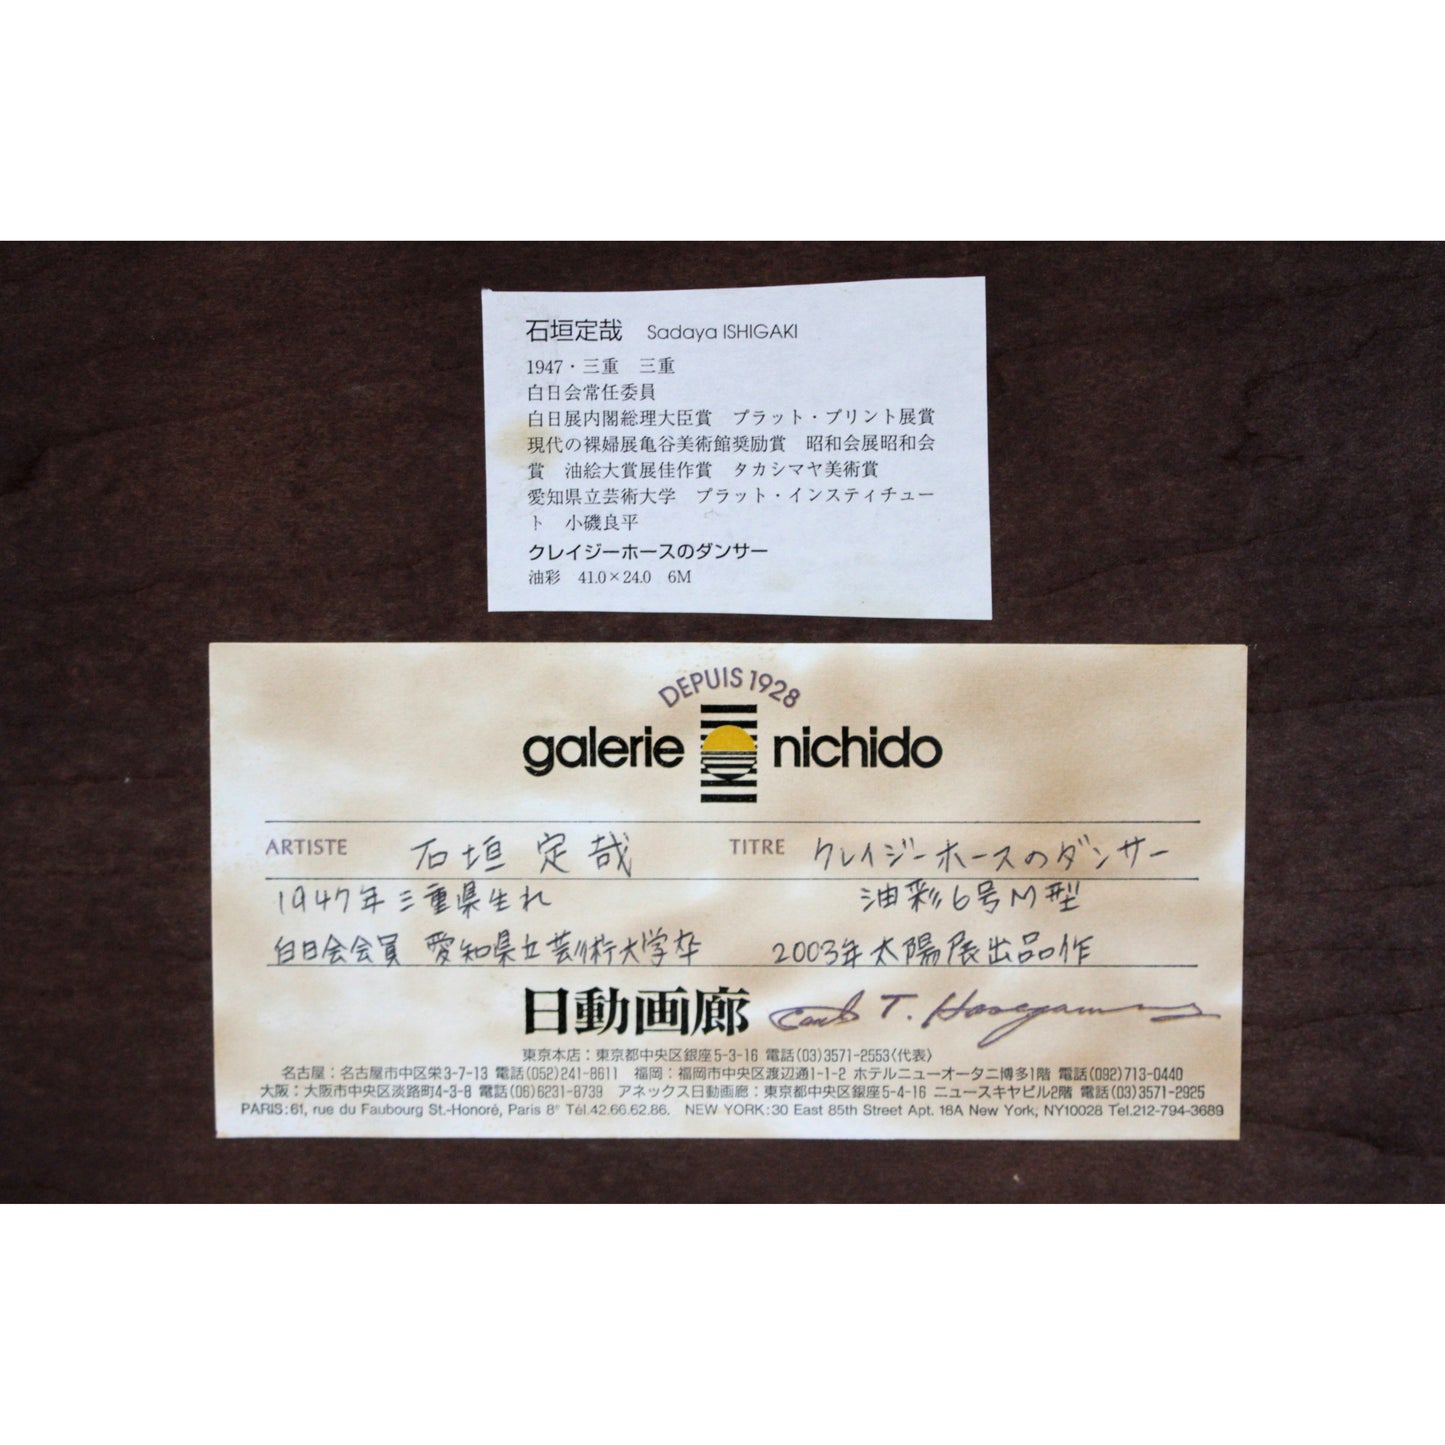 石垣定哉 Sadaya ISHIGAKI
1947・三重 三重
白日会常任委員
白日展内閣総理大臣賞 プラット・プリント展賞
現代の裸婦展亀谷美術館奨励賞 昭和会展昭和会
賞 油絵大賞展佳作賞 タカシマヤ美術賞
愛知県立芸術大学 プラット・インスティチュー
ト 小磯良平
クレイジーホースのダンサー
油彩 41.0×24.0 6M
DEPUIS 1928
galerie nichido
ARTISTE 石垣 定哉 TITRE クレイジーホースのダンサー
1947年三重県生れ 油彩6号M型
白日会会員 愛知県立芸術大学卒 2003年太陽展出品作
日動画廊 T. Hasegawa
東京本店：東京都中央区銀座5-3-16 電話(03)3571-2553〈代表〉
名古屋：名古屋市中区栄3-7-13 電話(052)241-8611 福岡：福岡市中央区渡辺通1-1-2 ホテルニューオータニ博多1階 電話(092)713-0440
大阪：大阪市中央区淡路町4-3-8 電話(06)6231-8739 アネックス日動画廊：東京都中央区銀座5-4-16 ニュースキヤビル2階 電話(03)3571-2925
PARIS:61, rue du Faubourg St.-Honoré, Paris 8e Tél.42.66.62.86. NEW YORK:30 East 85th Street Apt. 16A New York, NY10028 Tel.212-794-3689